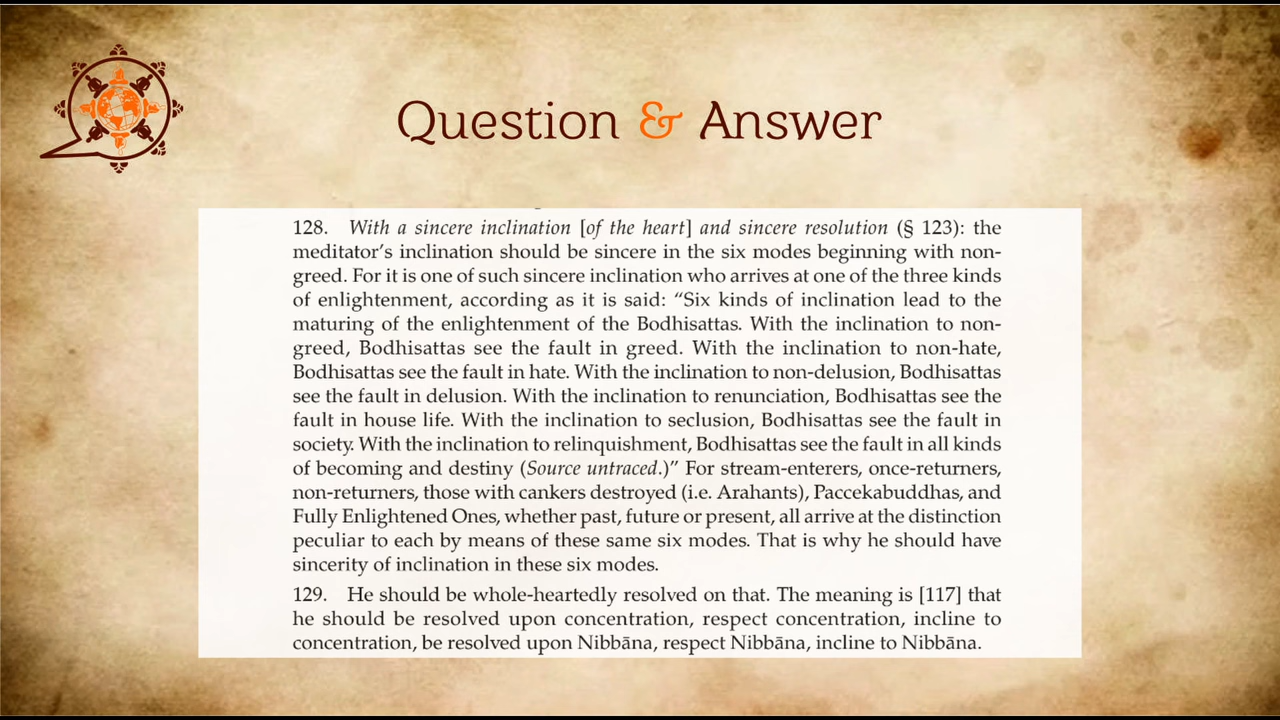 Question & Answer
128. With a sincere inclination [of the heart] and sincere resolution (§ 123): the
meditator's inclination should be sincere in the six modes beginning with non-
greed. For it is one of such sincere inclination who arrives at one of the three kinds
of enlightenment, according as it is said: “Six kinds of inclination lead to the
maturing of the enlightenment of the Bodhisattas. With the inclination to non-
greed, Bodhisattas see the fault in greed. With the inclination to non-hate,
Bodhisattas see the fault in hate. With the inclination to non-delusion, Bodhisattas
see the fault in delusion. With the inclination to renunciation, Bodhisattas see the
fault in house life. With the inclination to seclusion, Bodhisattas see the fault in
society. With the inclination to relinquishment, Bodhisattas see the fault in all kinds
of becoming and destiny (Source untraced.)” For stream-enterers, once-returners,
non-returners, those with cankers destroyed (i.e. Arahants), Paccekabuddhas, and
Fully Enlightened Ones, whether past, future or present, all arrive at the distinction
peculiar to each by means of these same six modes. That is why he should have
sincerity of inclination in these six modes.
129. He should be whole-heartedly resolved on that. The meaning is [117] that
he should be resolved upon concentration, respect concentration, incline to
concentration, be resolved upon Nibbāna, respect Nibbāna, incline to Nibbāna.